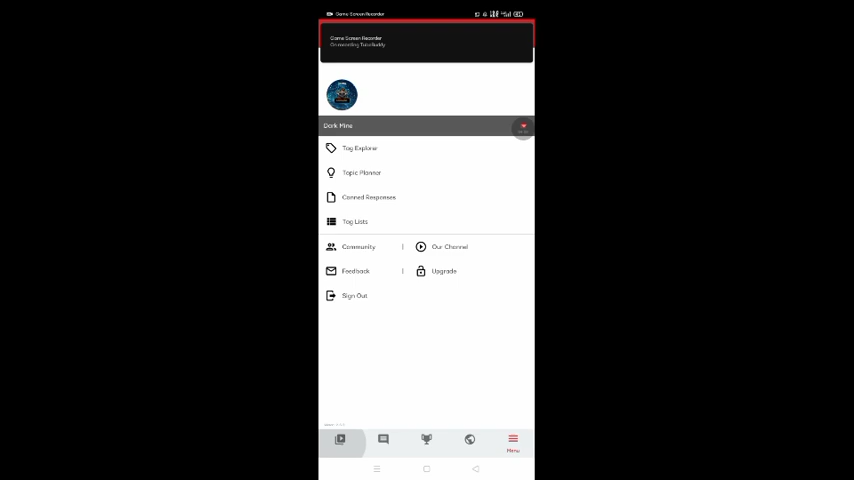 Game Screen Recorder
Game Screen Recorder
On recording TubeBuddy
Dark Mine
Tag Explorer
Topic Planner
Canned Responses
Tag Lists
Community | Our Channel
Feedback | Upgrade
Sign Out
Menu